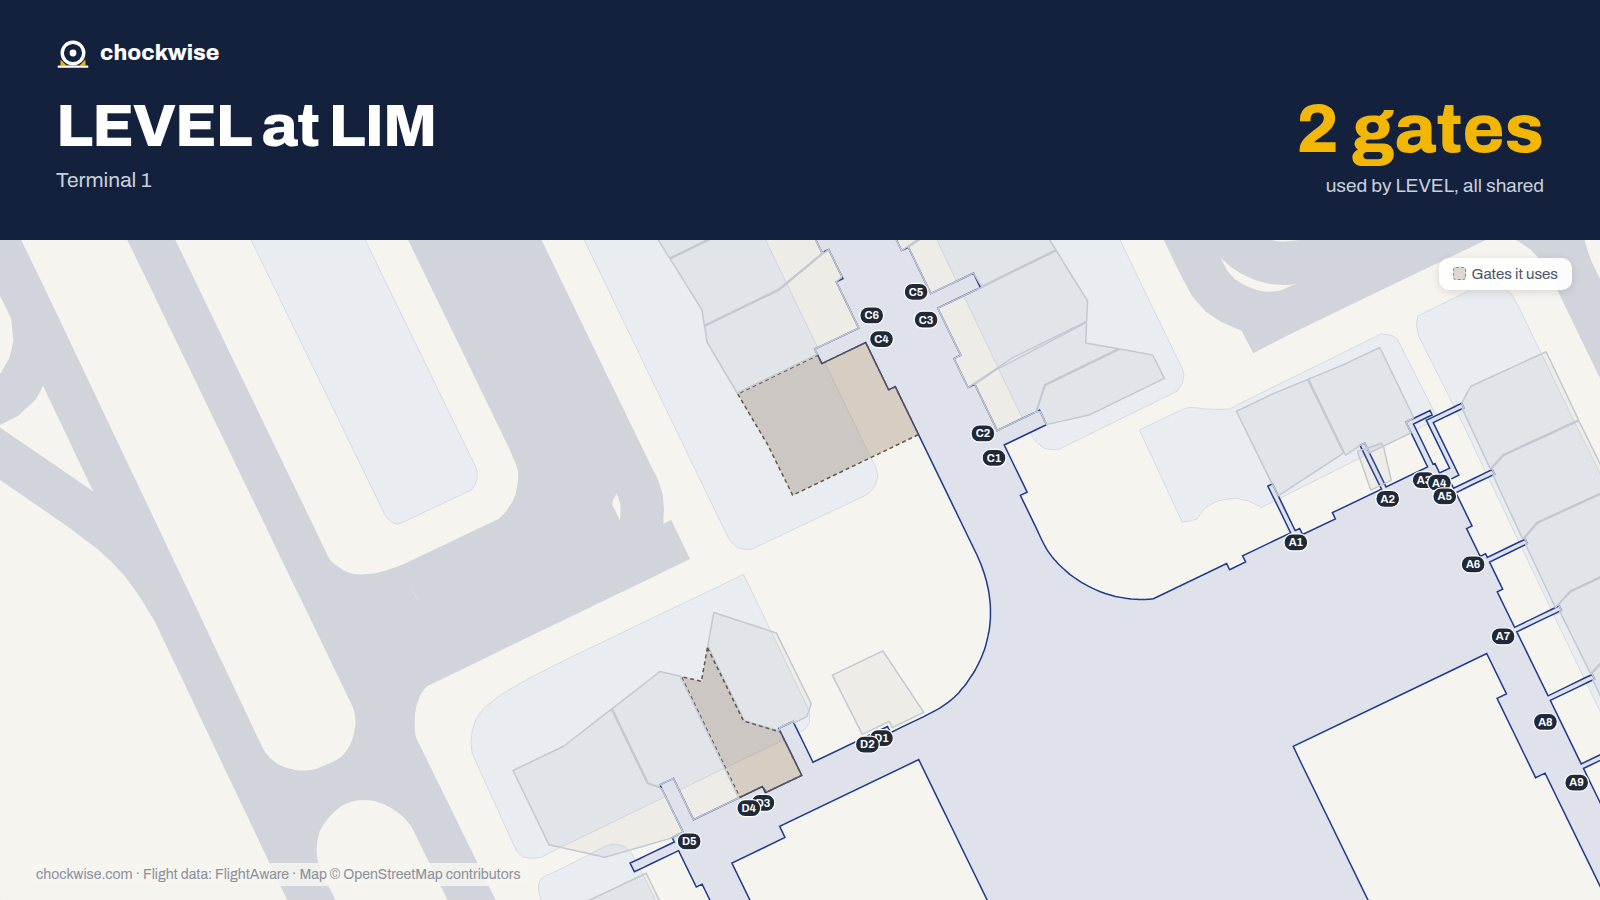 chockwise
LEVEL at LIM
Terminal 1
2 gates
used by LEVEL, all shared
Gates it uses
C5
C6
C3
C4
C2
C1
A3
A4
A5
A2
A1
A6
A7
A8
A9
D1
D2
D3
D4
D5
chockwise.com · Flight data: FlightAware · Map © OpenStreetMap contributors